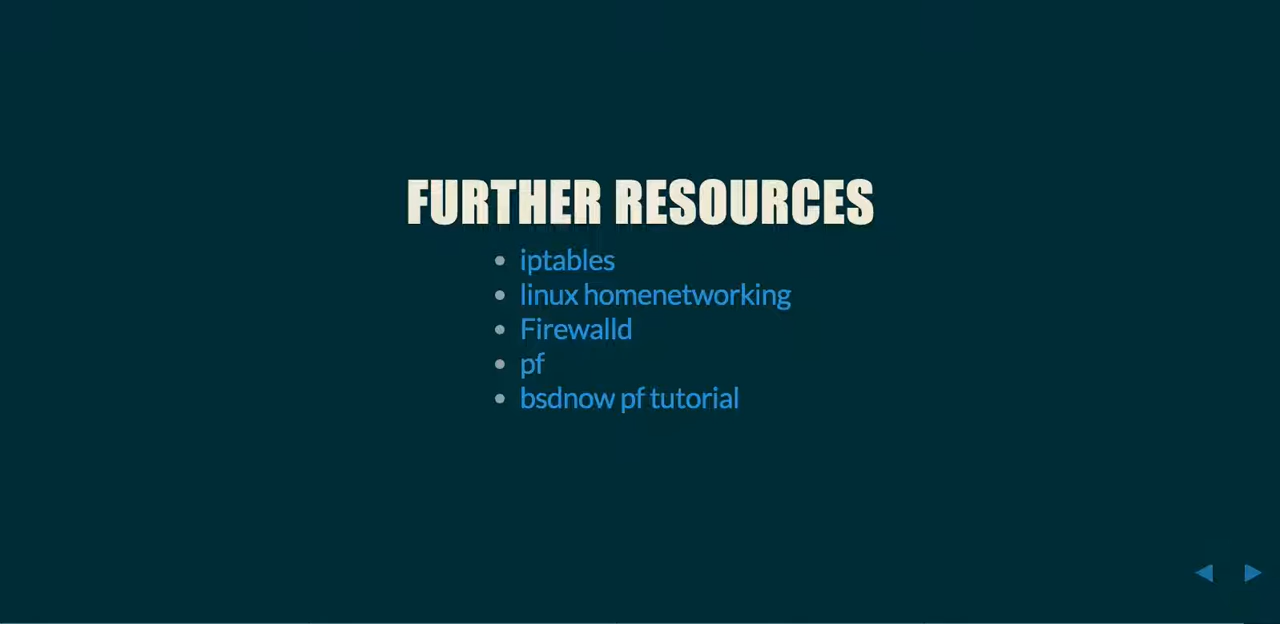 FURTHER RESOURCES
iptables
linux homenetworking
Firewalld
pf
bsdnow pf tutorial